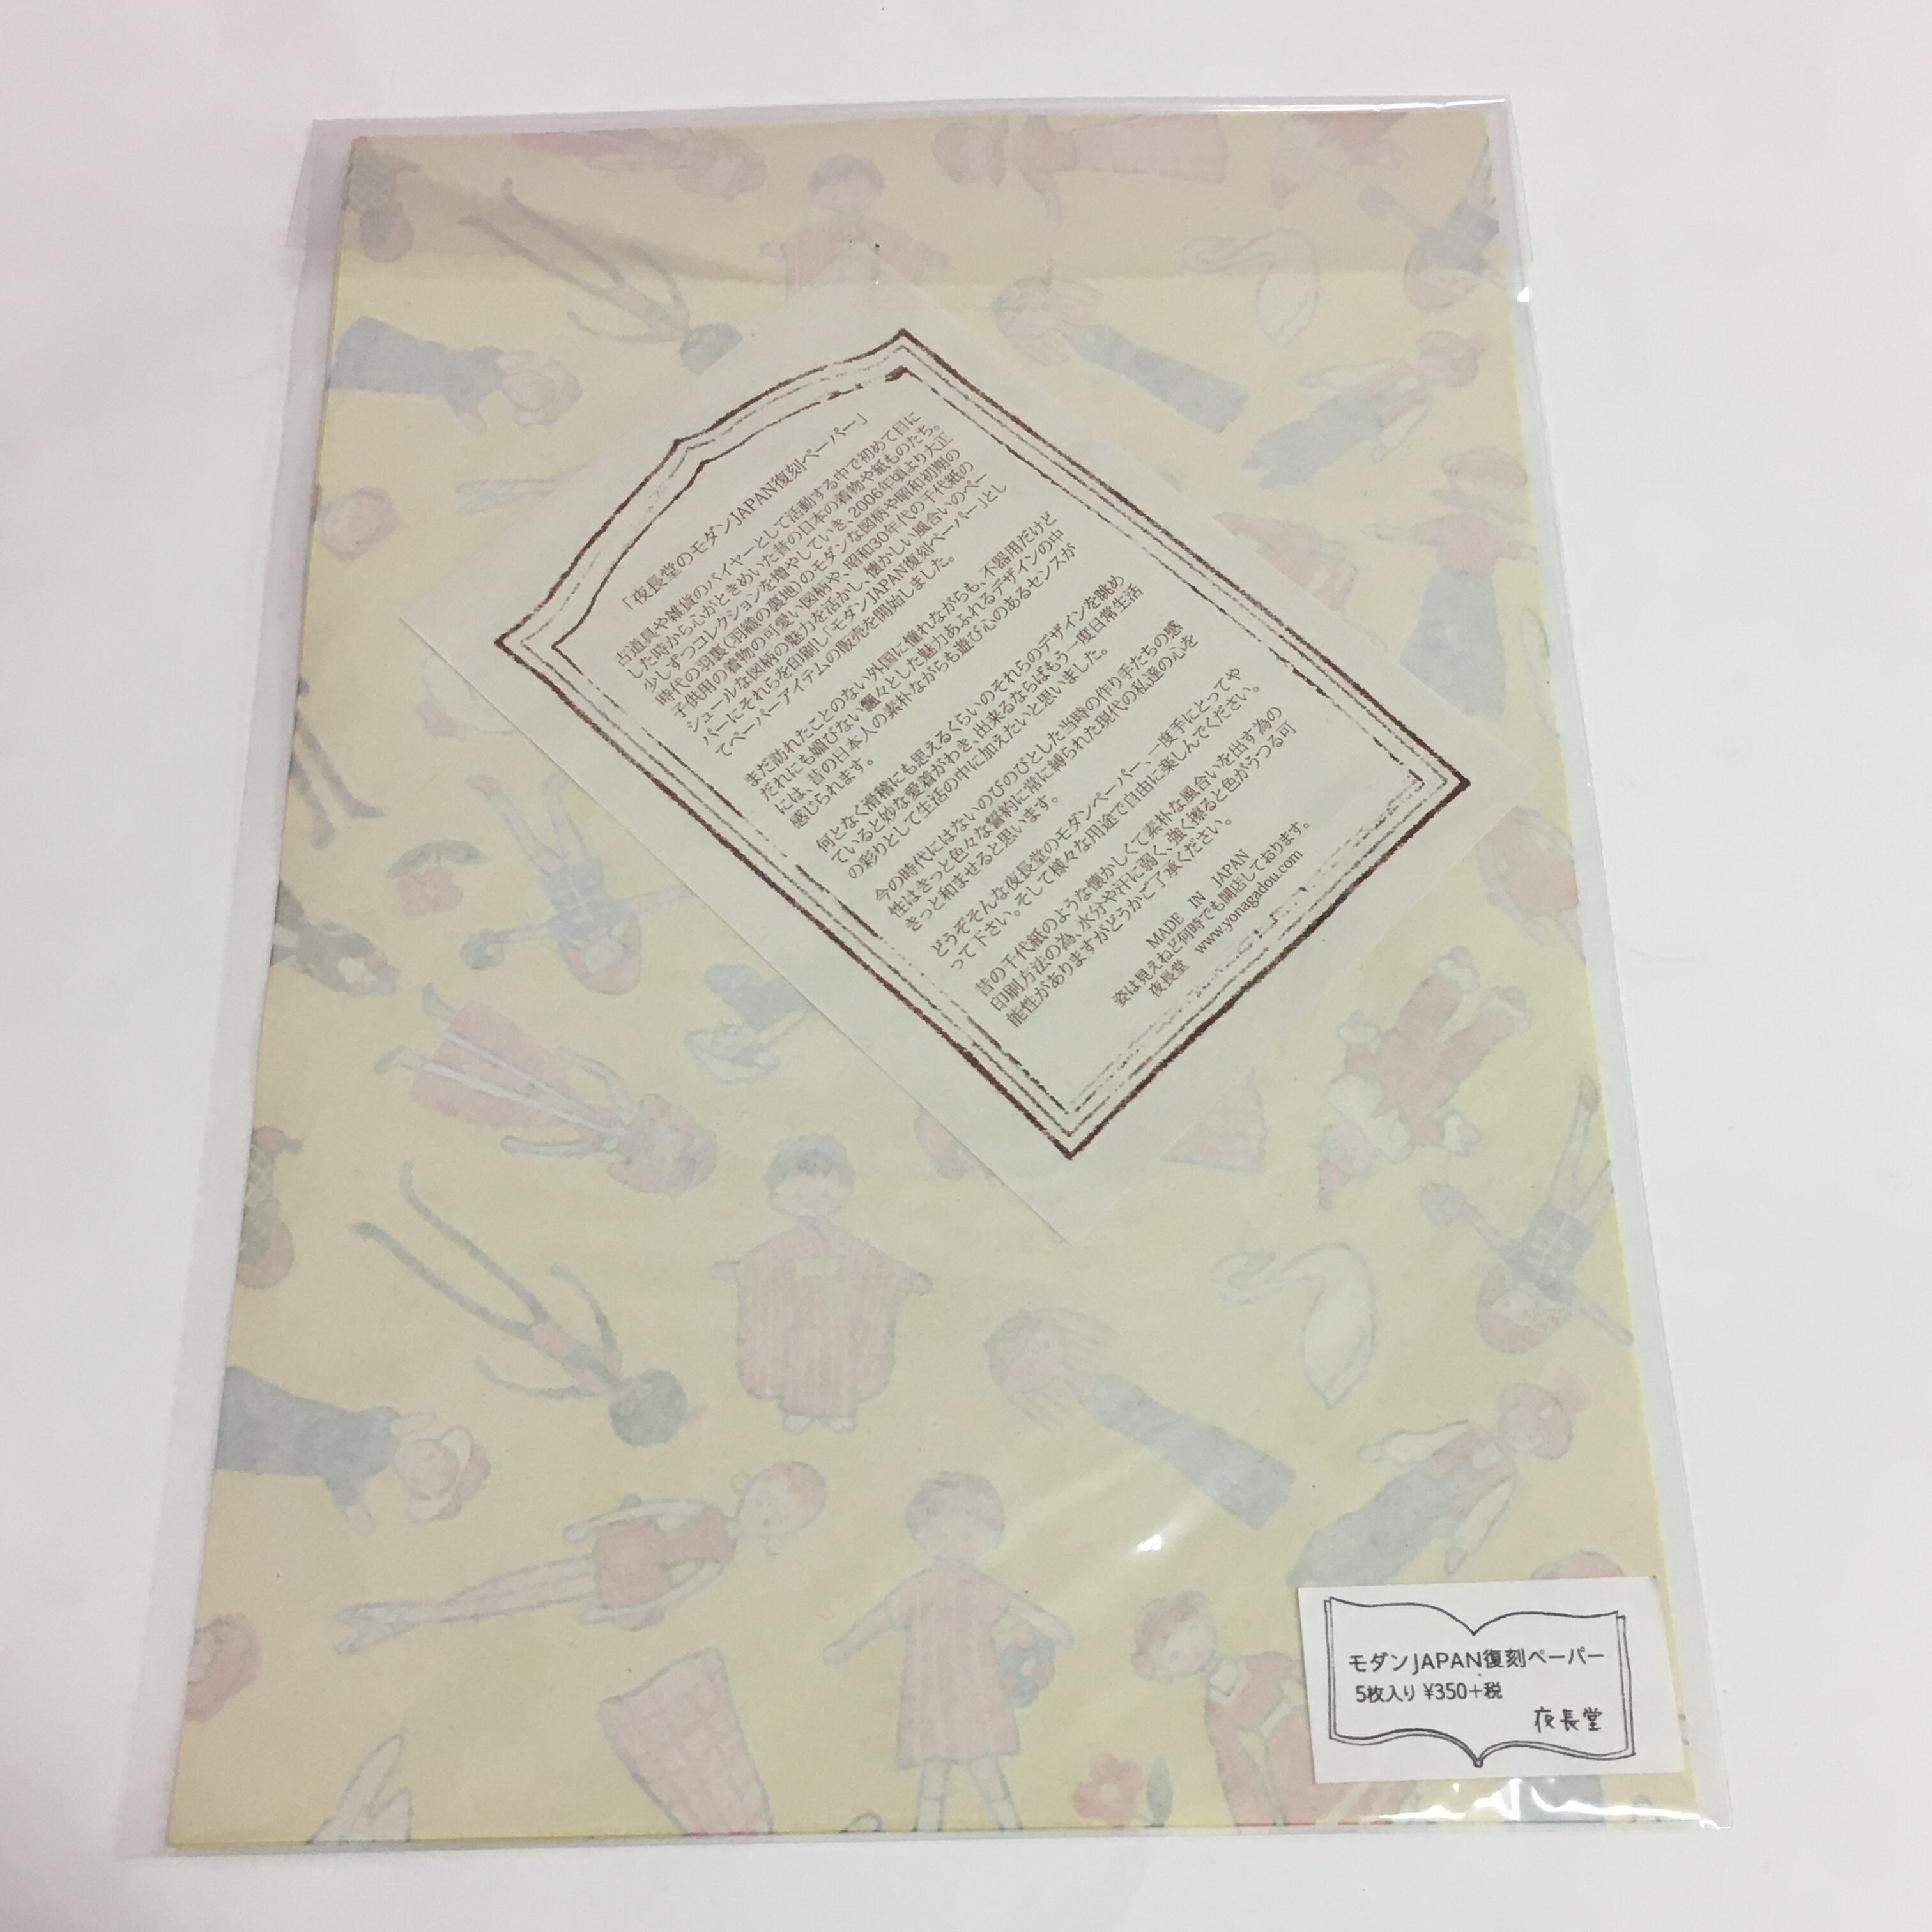 「夜長堂のモダンJAPAN復刻ペーパー」
古道具や雑貨のバイヤーとして活動する中で初めて目に
した時から心がときめいた昔の日本の着物や紙ものたち。
少しずつコレクションを増やしていき、2006年頃より大正
時代の羽裏(羽織の裏地)のモダンな図柄や昭和初期の
子供用の着物の可愛い図柄や、昭和30年代の千代紙の
シュールな図柄の魅力を活かし、懐かしい風合いのペー
パーにそれらを印刷し「モダンJAPAN復刻ペーパー」とし
てペーパーアイテムの販売を開始しました。
まだ訪れたことのない外国に憧れながらも、不器用だけど
だれにも媚びない飄々とした魅力あふれるデザインの中
には、昔の日本人の素朴ながらも遊び心のあるセンスが
感じられます。
何となく滑稽にも思えるくらいのそれらのデザインを眺め
ていると妙な愛着がわき、出来るならばもう一度日常生活
の彩りとして生活の中に加えたいと思いました。
今の時代にはないのびのびとした当時の作り手たちの感
性はきっと色々な誓約に常に縛られた現代の私達の心を
きっと和ませると思います。
どうぞそんな夜長堂のモダンペーパー、一度手にとってや
って下さい。そして様々な用途で自由に楽しんでください。
昔の千代紙のような懐かしくて素朴な風合いを出す為の
印刷方法の為、水分や汗に弱く、強く擦ると色がうつる可
能性がありますがどうかご了承ください。
MADE IN JAPAN
姿は見えねど何時でも開店しております。
夜長堂 www.yonagadou.com
モダンJAPAN復刻ペーパー
5枚入り ¥350+税
夜長堂